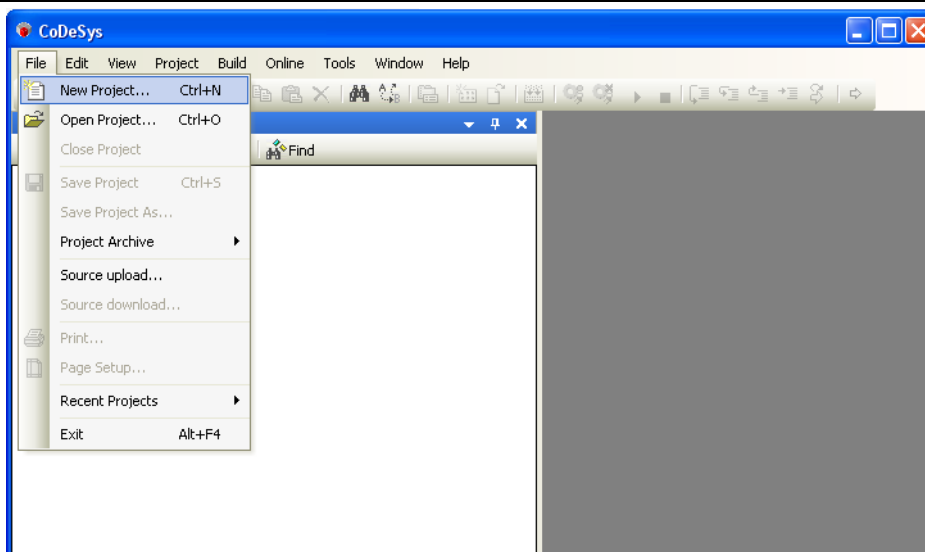 CoDeSys
File Edit View Project Build Online Tools Window Help
New Project... Ctrl+N
Open Project... Ctrl+O
Close Project
Find
Save Project Ctrl+S
Save Project As...
Project Archive
Source upload...
Source download...
Print...
Page Setup...
Recent Projects
Exit Alt+F4